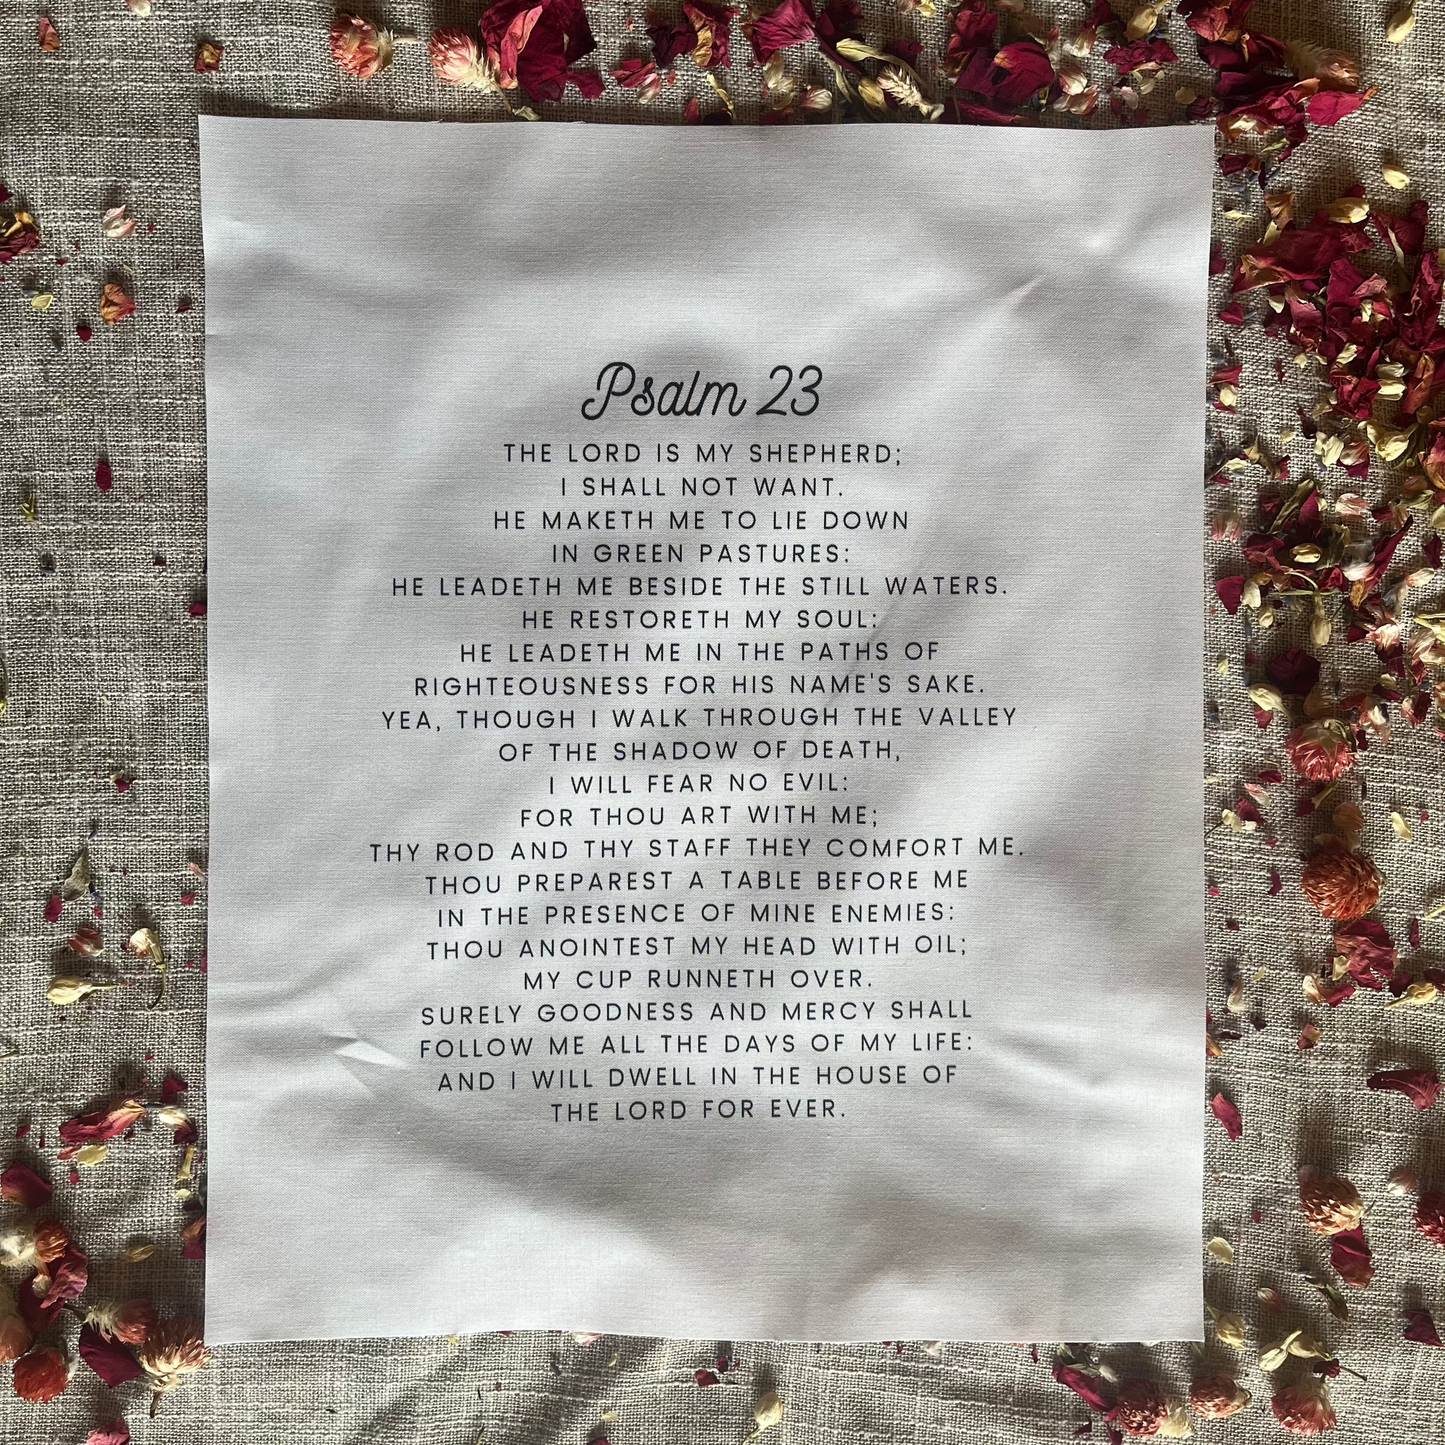 Psalm 23
THE LORD IS MY SHEPHERD;
I SHALL NOT WANT.
HE MAKETH ME TO LIE DOWN
IN GREEN PASTURES:
HE LEADETH ME BESIDE THE STILL WATERS.
HE RESTORETH MY SOUL:
HE LEADETH ME IN THE PATHS OF
RIGHTEOUSNESS FOR HIS NAME'S SAKE.
YEA, THOUGH I WALK THROUGH THE VALLEY
OF THE SHADOW OF DEATH,
I WILL FEAR NO EVIL:
FOR THOU ART WITH ME;
THY ROD AND THY STAFF THEY COMFORT ME.
THOU PREPAREST A TABLE BEFORE ME
IN THE PRESENCE OF MINE ENEMIES:
THOU ANOINTEST MY HEAD WITH OIL;
MY CUP RUNNETH OVER.
SURELY GOODNESS AND MERCY SHALL
FOLLOW ME ALL THE DAYS OF MY LIFE:
AND I WILL DWELL IN THE HOUSE OF
THE LORD FOR EVER.